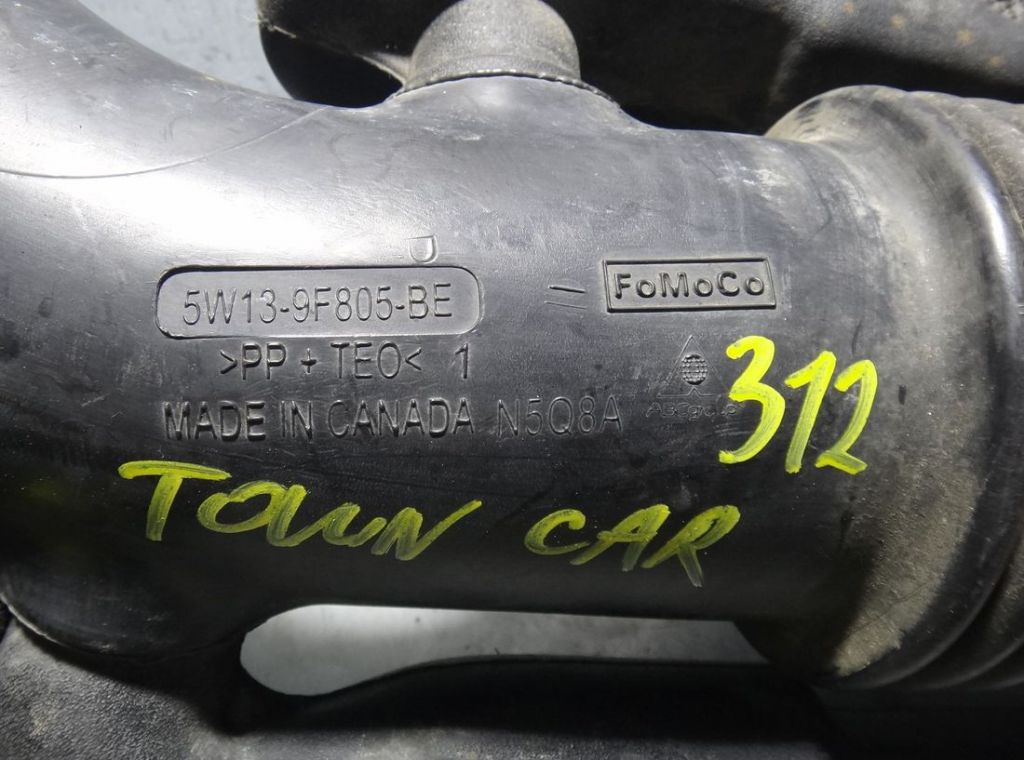 D
5W13-9F805-BE
FoMoCo
>PP + TEO< 1
MADE IN CANADA N5Q8A
312
TOWN CAR